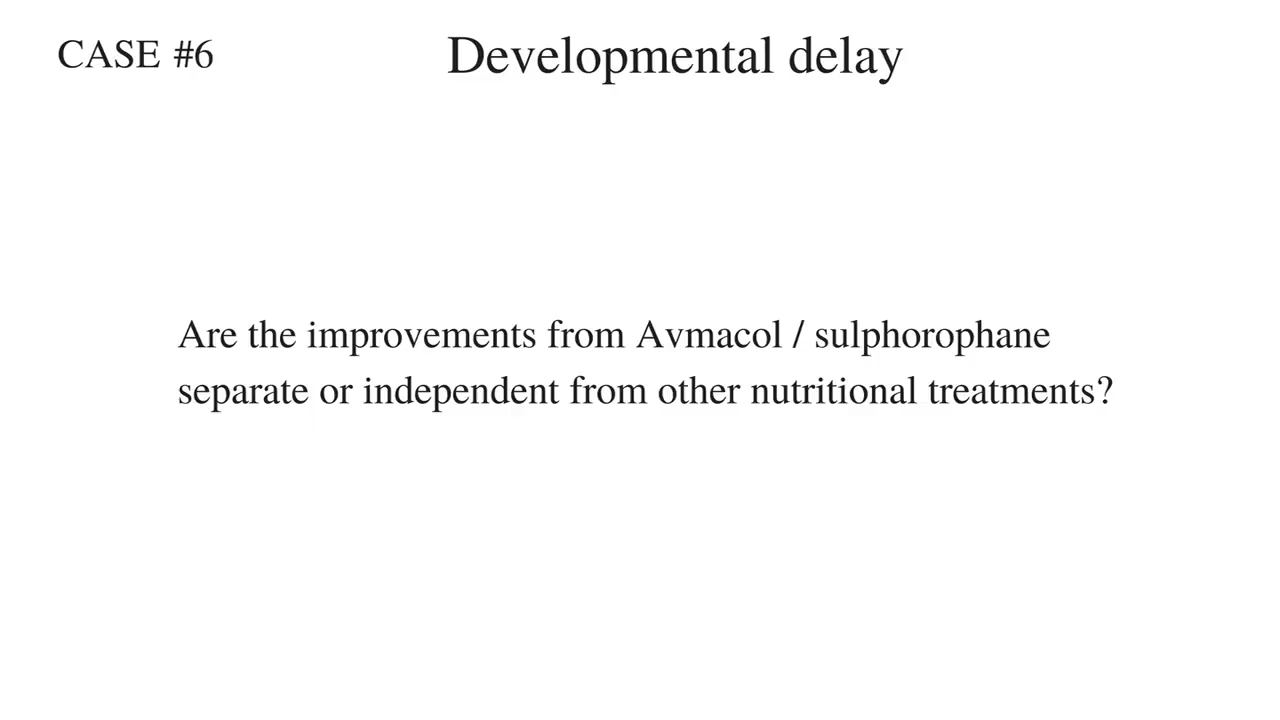 CASE #6
Developmental delay
Are the improvements from Avmacol / sulphorophane
separate or independent from other nutritional treatments?